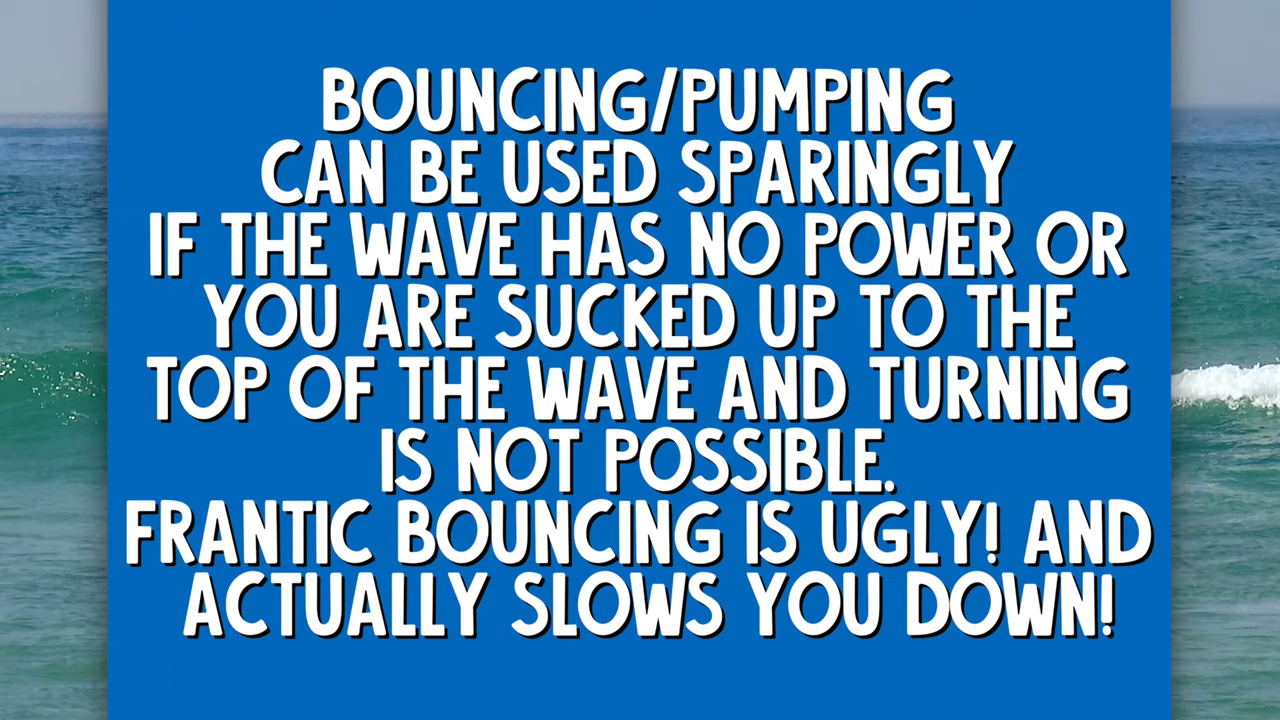 BOUNCING/PUMPING
CAN BE USED SPARINGLY
IF THE WAVE HAS NO POWER OR
YOU ARE SUCKED UP TO THE
TOP OF THE WAVE AND TURNING
IS NOT POSSIBLE.
FRANTIC BOUNCING IS UGLY! AND
ACTUALLY SLOWS YOU DOWN!